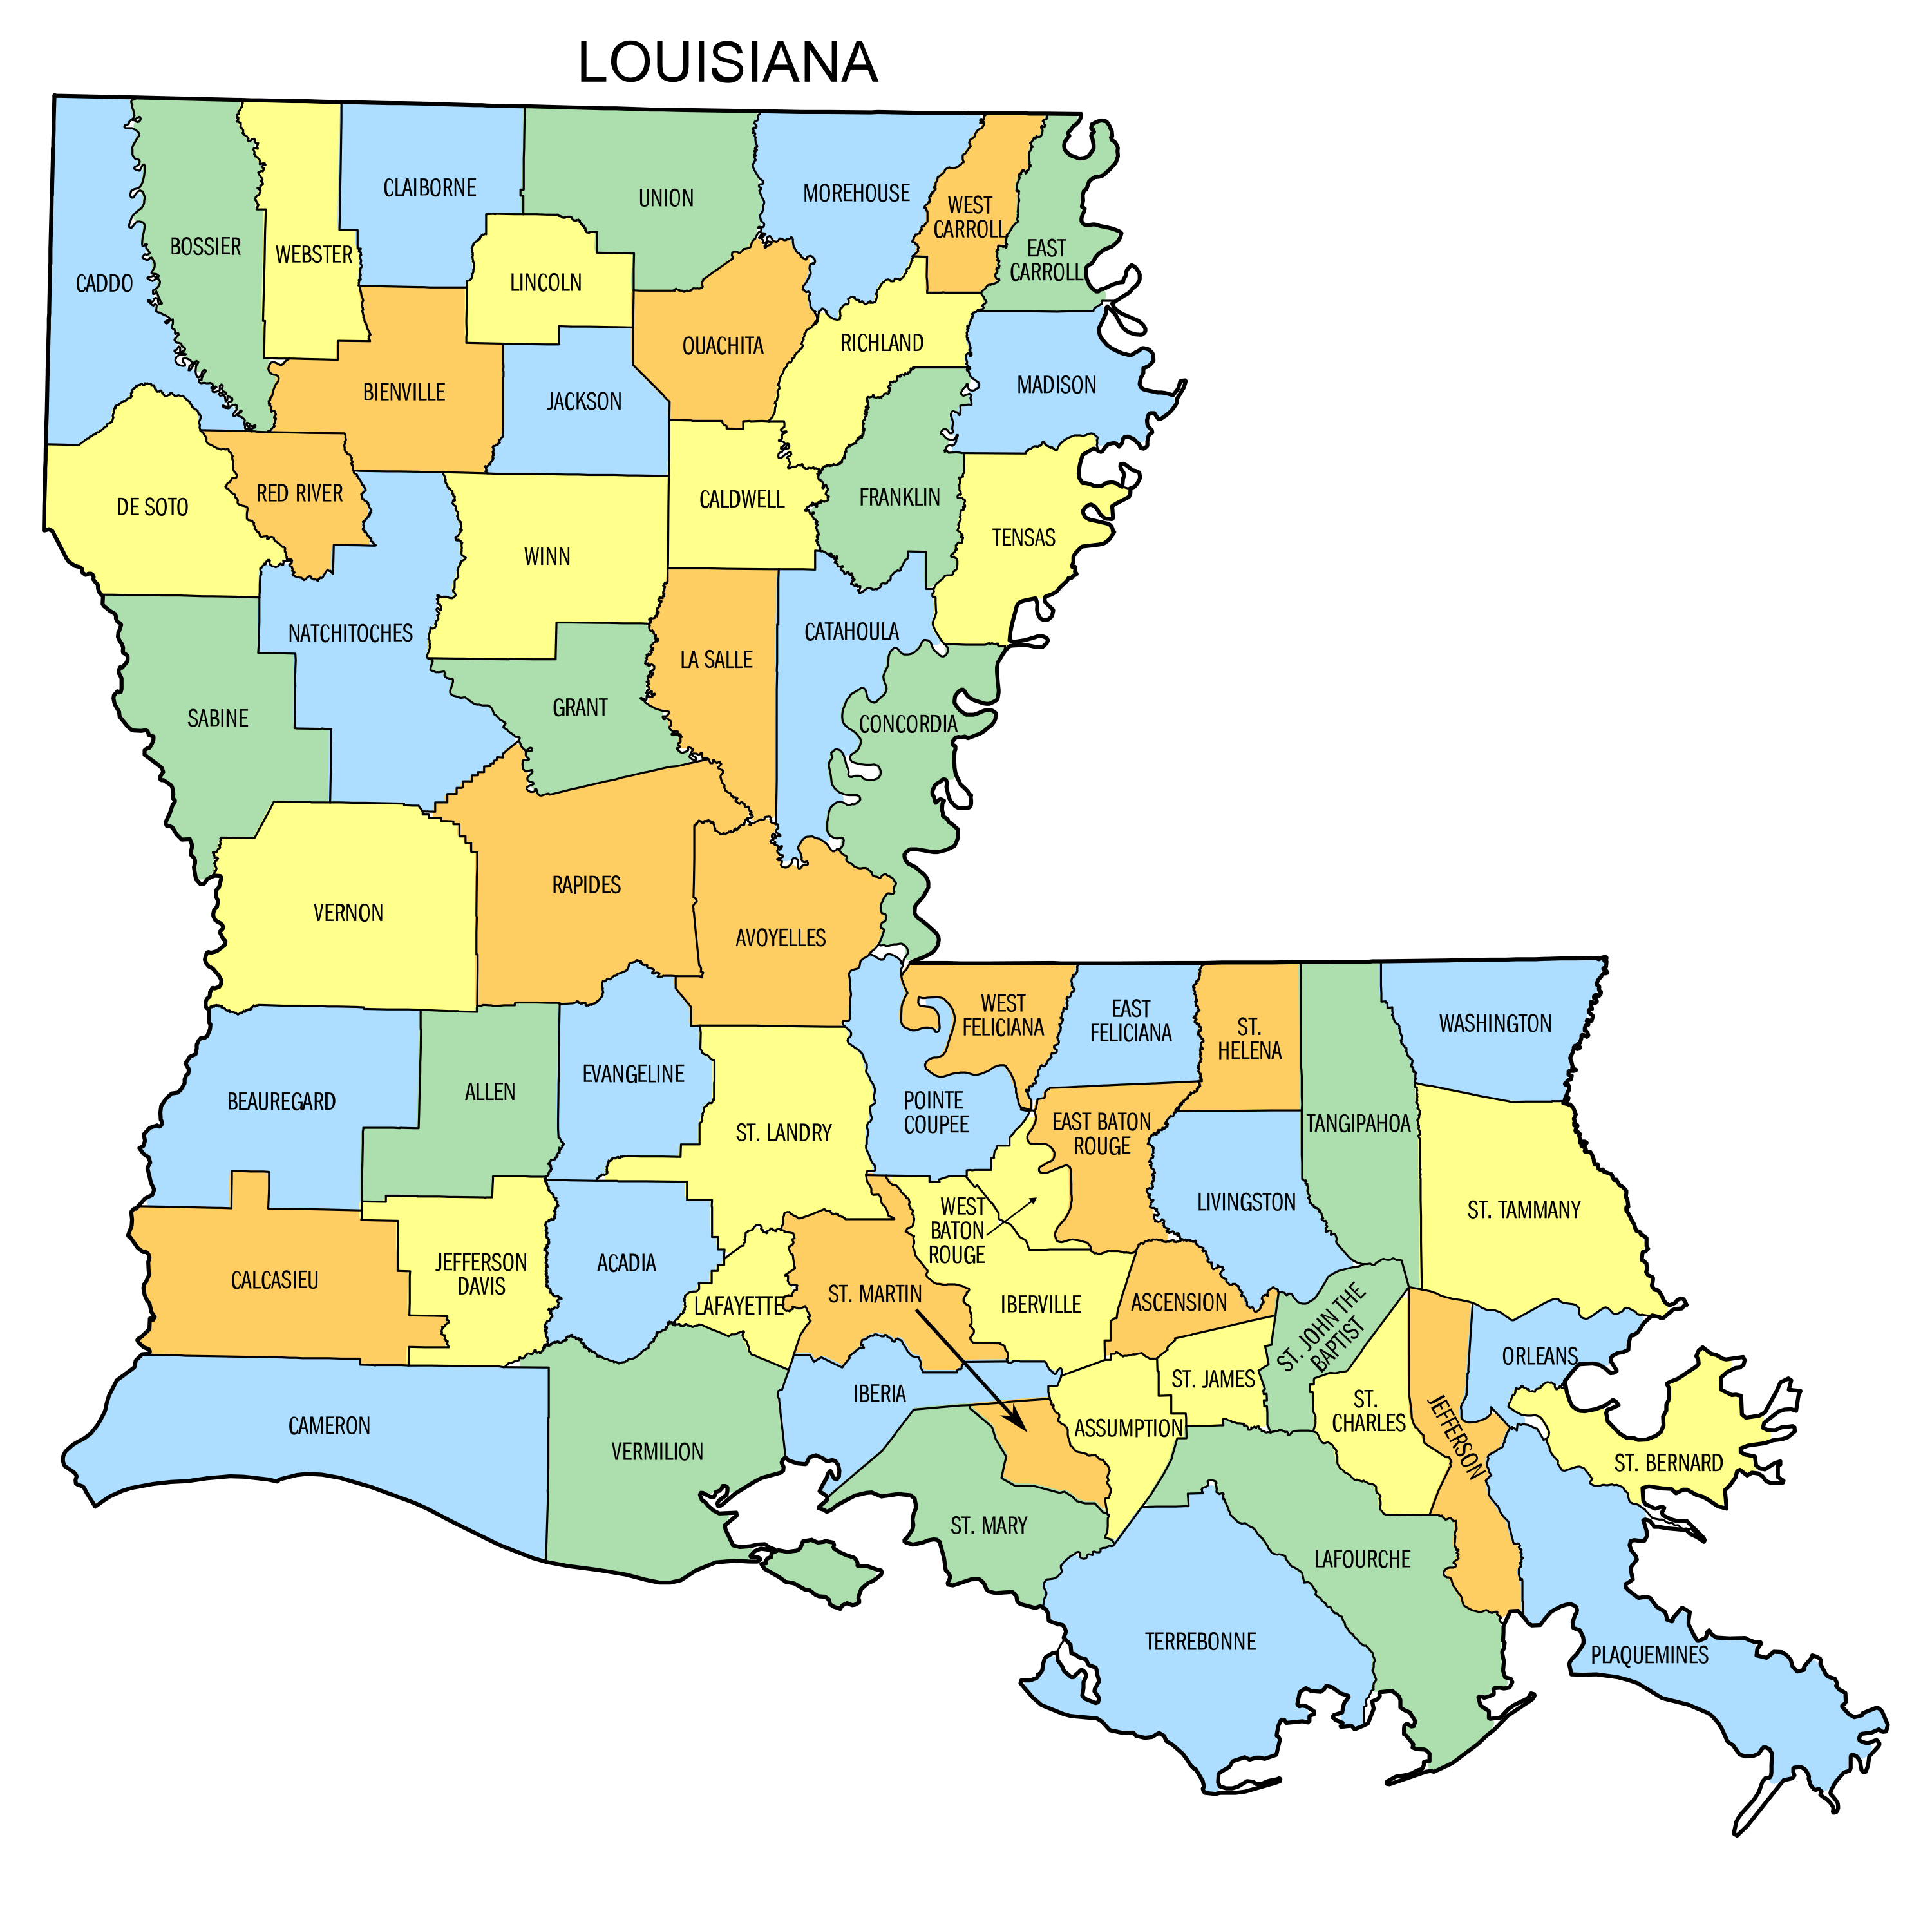 LOUISIANA
CLAIBORNE
UNION
MOREHOUSE
WEST
CARROLL
BOSSIER
WEBSTER
EAST
CARROLL
CADDO
LINCOLN
OUACHITA
RICHLAND
MADISON
BIENVILLE
JACKSON
DE SOTO
RED RIVER
CALDWELL
FRANKLIN
TENSAS
WINN
NATCHITOCHES
CATAHOULA
LA SALLE
SABINE
GRANT
CONCORDIA
RAPIDES
VERNON
AVOYELLES
WEST
FELICIANA
EAST
FELICIANA
ST.
HELENA
WASHINGTON
BEAUREGARD
ALLEN
EVANGELINE
POINTE
COUPEE
EAST BATON
ROUGE
TANGIPAHOA
ST. LANDRY
WEST
BATON
ROUGE
LIVINGSTON
ST. TAMMANY
CALCASIEU
JEFFERSON
DAVIS
ACADIA
LAFAYETTE
ST. MARTIN
IBERVILLE
ASCENSION
ST. JOHN THE
BAPTIST
ORLEANS
IBERIA
ST. JAMES
ST.
CHARLES
JEFFERSON
CAMERON
VERMILION
ASSUMPTION
ST. BERNARD
ST. MARY
LAFOURCHE
TERREBONNE
PLAQUEMINES